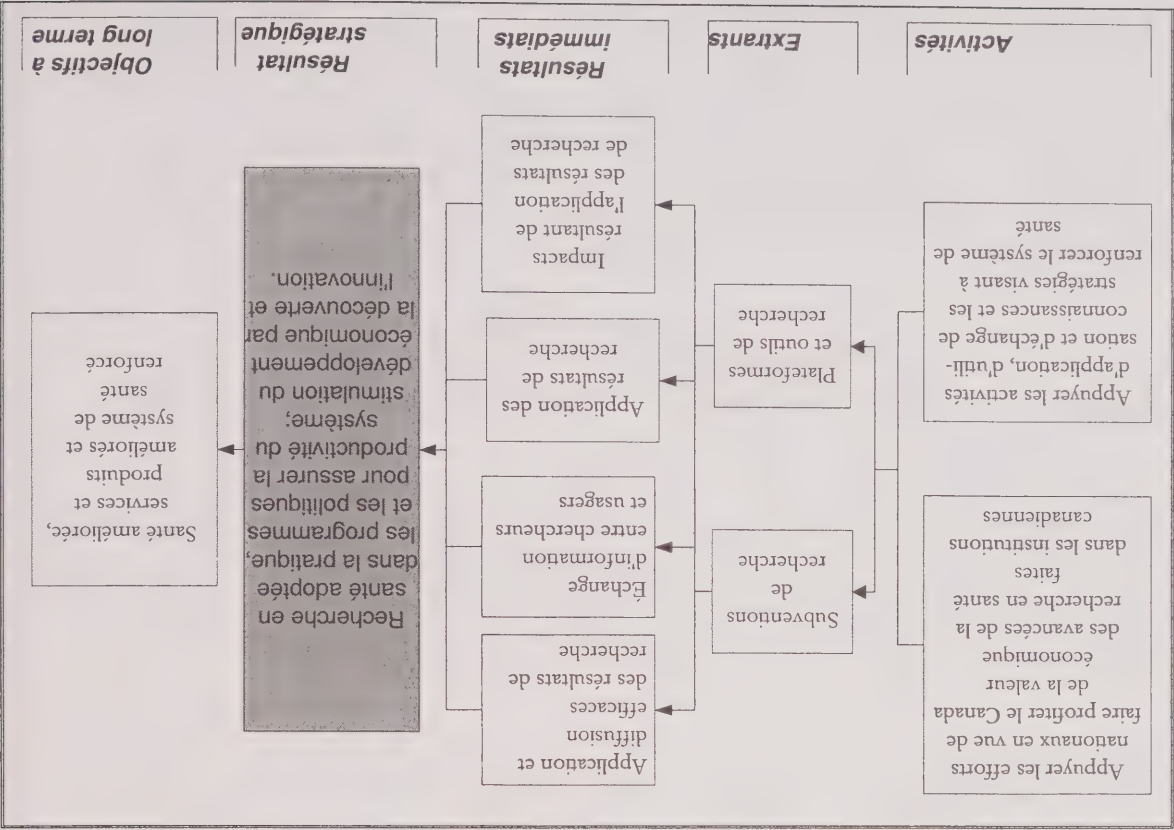 Appuyer les efforts
nationaux en vue de
faire profiter le Canada
de la valeur
économique
des avancées de la
recherche en santé
faites
dans les institutions
canadiennes
Appuyer les activités
d'application, d'utili-
sation et d'échange de
connaissances et les
stratégies visant à
renforcer le système de
santé
Activités
Subventions
de
recherche
Plateformes
et outils de
recherche
Extrants
Application et
diffusion
efficaces
des résultats de
recherche
Échange
d'information
entre chercheurs
et usagers
Application des
résultats de
recherche
Impacts
résultant de
l'application
des résultats
de recherche
Résultats
immédiats
Recherche en
santé adoptée
dans la pratique,
les programmes
et les politiques
pour assurer la
productivité du
système;
stimulation du
développement
économique par
la découverte et
l'innovation.
Résultat
stratégique
Santé améliorée,
services et
produits
améliorés et
système de
santé
renforcé
Objectifs à
long terme